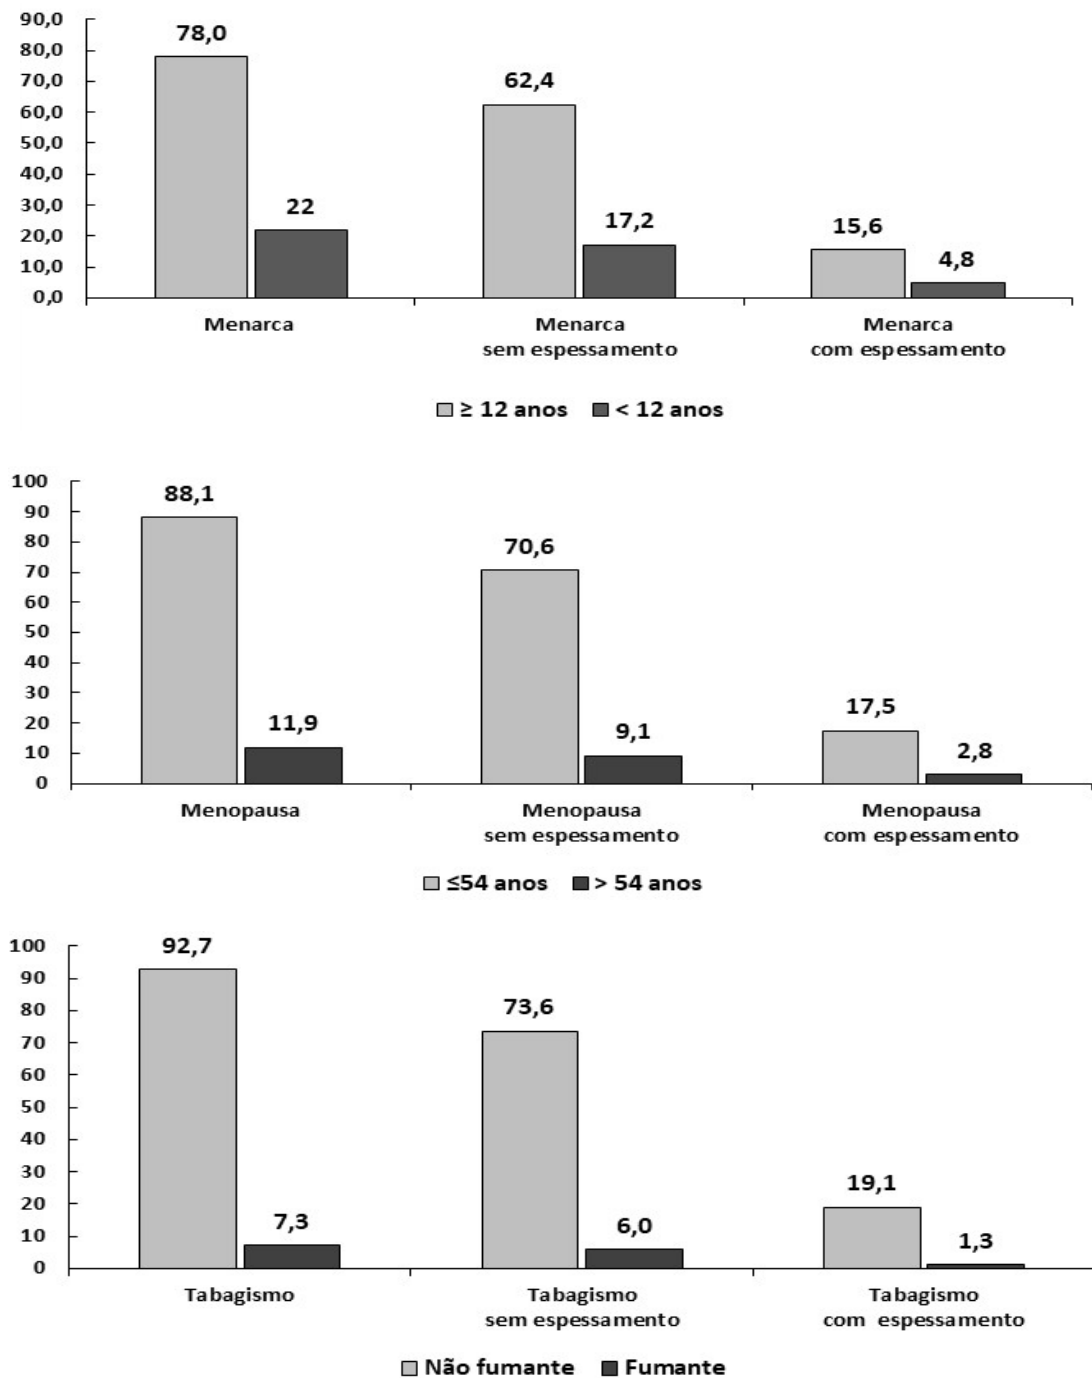 90,0
80,0
70,0
60,0
50,0
40,0
30,0
20,0
10,0
0,0
78,0
22
62,4
17,2
15,6
4,8
Menarca
Menarca
sem espessamento
Menarca
com espessamento
≥ 12 anos < 12 anos
100
90
80
70
60
50
40
30
20
10
0
88,1
11,9
70,6
9,1
17,5
2,8
Menopausa
Menopausa
sem espessamento
Menopausa
com espessamento
≤54 anos > 54 anos
100
90
80
70
60
50
40
30
20
10
0
92,7
7,3
73,6
6,0
19,1
1,3
Tabagismo
Tabagismo
sem espessamento
Tabagismo
com espessamento
Não fumante Fumante